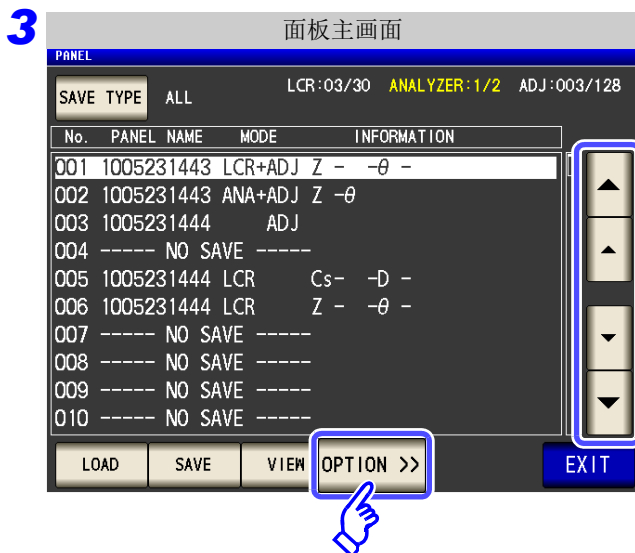 3
面板主画面
PANEL
SAVE TYPE ALL LCR:03/30 ANALYZER:1/2 ADJ:003/128
No. PANEL NAME MODE INFORMATION
001 1005231443 LCR+ADJ Z - -θ -
002 1005231443 ANA+ADJ Z -θ
003 1005231444 ADJ
004 ----- NO SAVE -----
005 1005231444 LCR Cs- -D -
006 1005231444 LCR Z - -θ -
007 ----- NO SAVE -----
008 ----- NO SAVE -----
009 ----- NO SAVE -----
010 ----- NO SAVE -----
LOAD SAVE VIEW OPTION >> EXIT